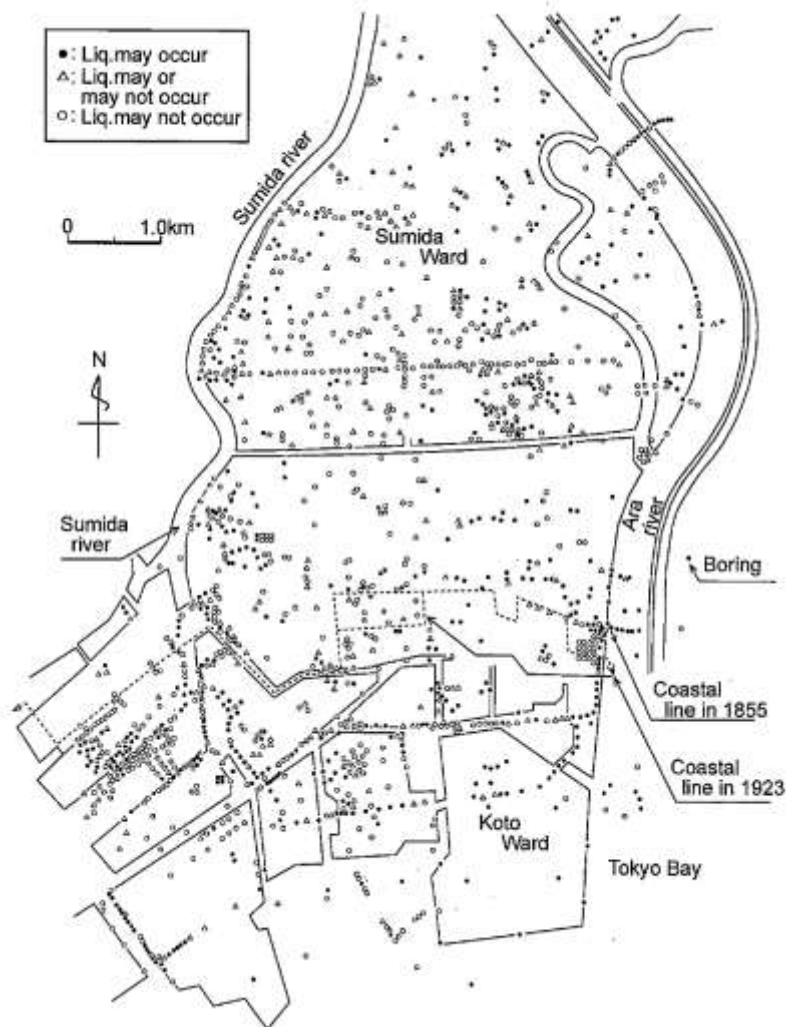 ● : Liq.may occur
△ : Liq.may or
may not occur
○ : Liq.may not occur
0 1.0km
Sumida river
Sumida
Ward
N
Sumida
river
Ara
river
Boring
Coastal
line in 1855
Coastal
line in 1923
Koto
Ward
Tokyo Bay